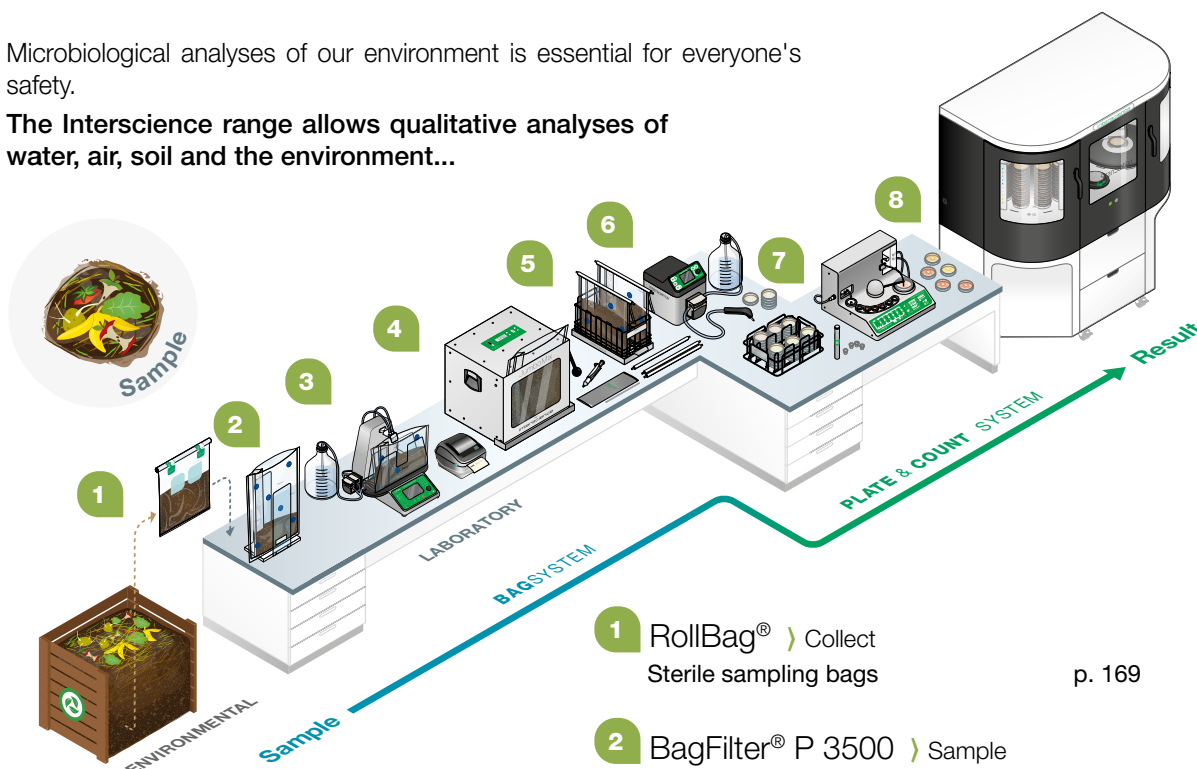 Microbiological analyses of our environment is essential for everyone's
safety.
The Interscience range allows qualitative analyses of
water, air, soil and the environment...
Sample
1
2
3
4
5
6
7
8
LABORATORY
ENVIRONMENTAL
Sample
BAGSYSTEM
PLATE & COUNT SYSTEM
Result
1 RollBag® ⟩ Collect
Sterile sampling bags p. 169
2 BagFilter® P 3500 ⟩ Sample